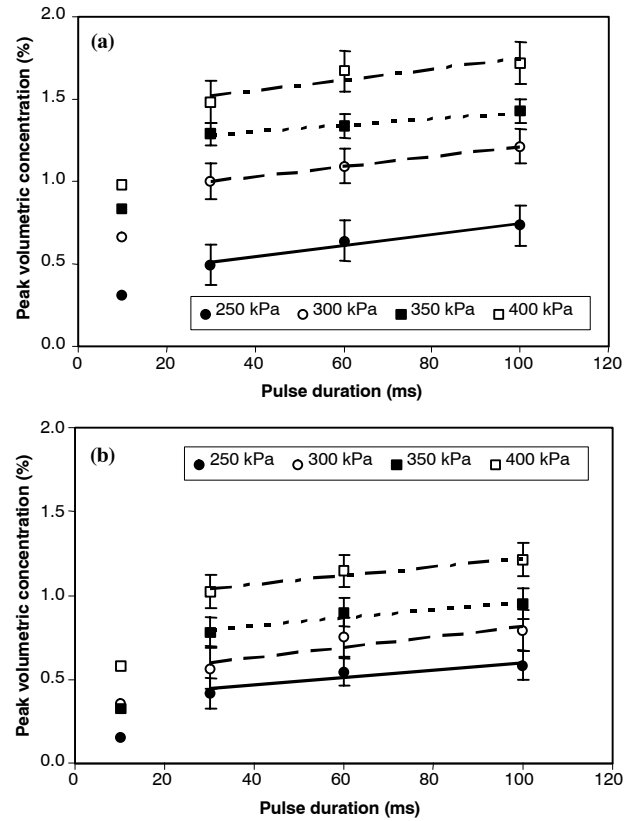 (a)
Peak volumetric concentration (%)
2.0
1.5
1.0
0.5
0.0
250 kPa 300 kPa 350 kPa 400 kPa
0 20 40 60 80 100 120
Pulse duration (ms)
(b)
Peak volumetric concentration (%)
2.0
1.5
1.0
0.5
0.0
250 kPa 300 kPa 350 kPa 400 kPa
0 20 40 60 80 100 120
Pulse duration (ms)